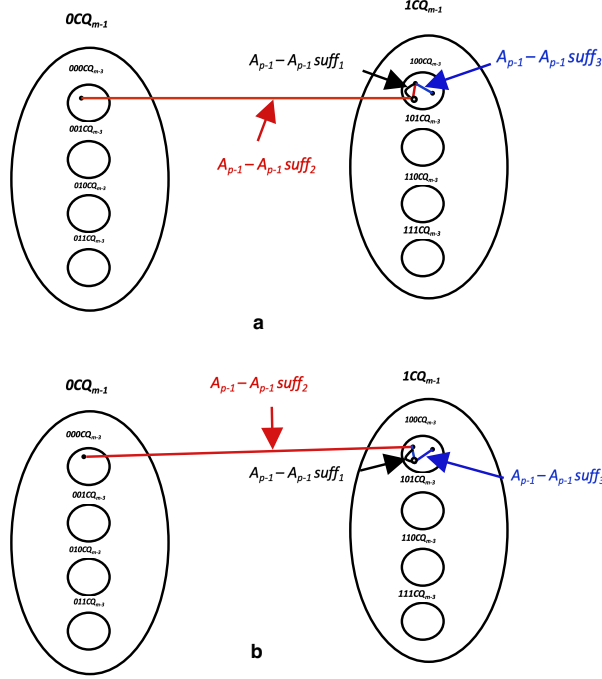 0CQm-1
1CQm-1
000CQm-3
001CQm-3
010CQm-3
011CQm-3
Ap-1 – Ap-1 suff1
100CQm-3
Ap-1 – Ap-1 suff3
Ap-1 – Ap-1 suff2
101CQm-3
110CQm-3
111CQm-3
a
0CQm-1
Ap-1 – Ap-1 suff2
1CQm-1
000CQm-3
001CQm-3
010CQm-3
011CQm-3
100CQm-3
Ap-1 – Ap-1 suff1
Ap-1 – Ap-1 suff3
101CQm-3
110CQm-3
111CQm-3
b